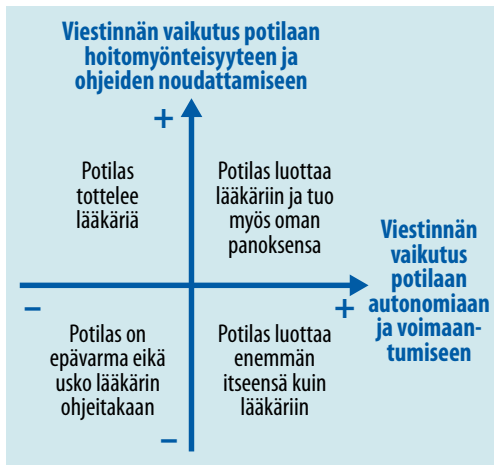 Viestinnän vaikutus potilaan
hoitomyönteisyyteen ja
ohjeiden noudattamiseen
+
Potilas
tottelee
lääkäriä
Potilas luottaa
lääkäriin ja tuo
myös oman
panoksensa
Viestinnän
vaikutus
potilaan
autonomiaan
ja voimaan-
tumiseen
–
+
Potilas on
epävarma eikä
usko lääkärin
ohjeitakaan
Potilas luottaa
enemmän
itseensä kuin
lääkäriin
–